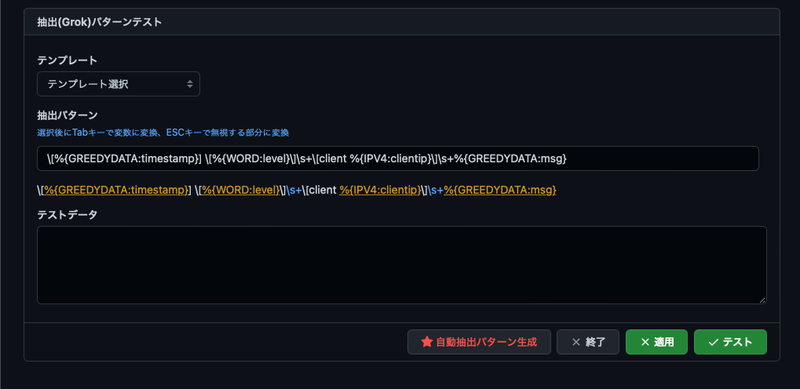 抽出(Grok)パターンテスト
テンプレート
テンプレート選択
抽出パターン
選択後にTabキーで変数に変換、ESCキーで無視する部分に変換
\[%{GREEDYDATA:timestamp}] \[%{WORD:level}\]\s+\[client %{IPV4:clientip}\]\s+%{GREEDYDATA:msg}
\[%{GREEDYDATA:timestamp}] \[%{WORD:level}\]\s+\[client %{IPV4:clientip}\]\s+%{GREEDYDATA:msg}
テストデータ
自動抽出パターン生成
終了
適用
テスト